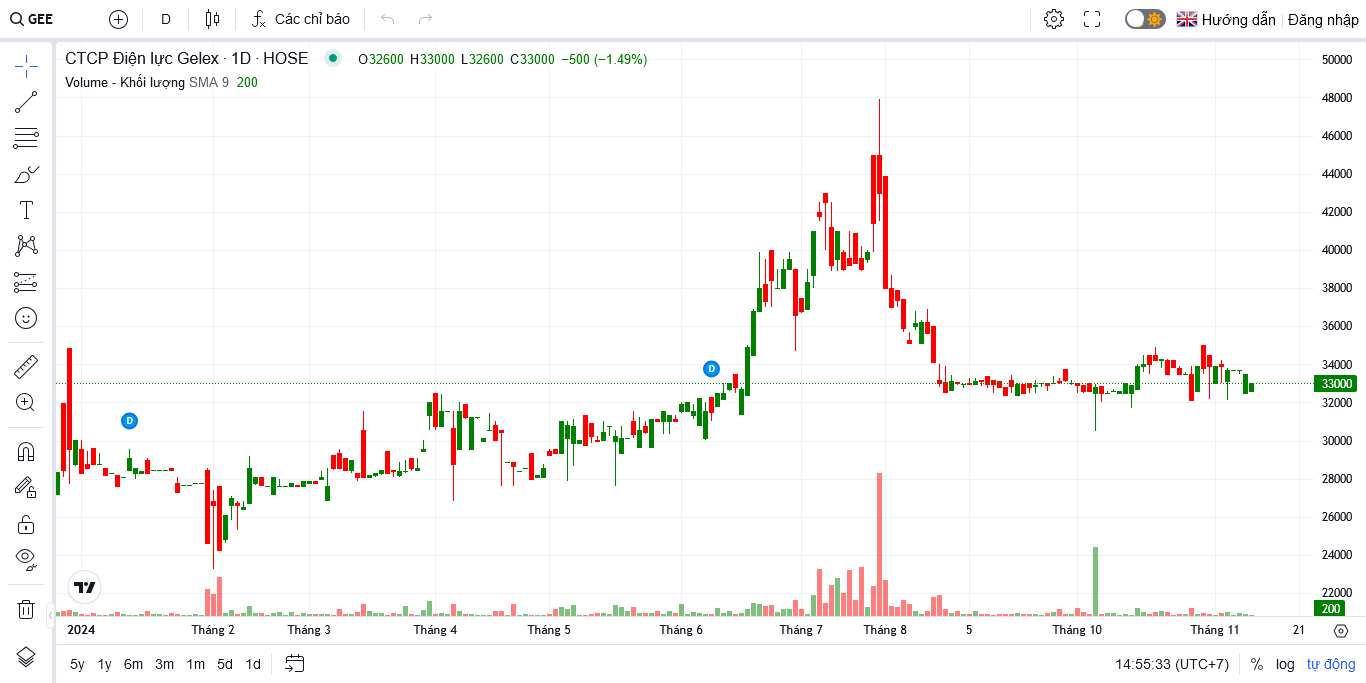 GEE D Các chỉ báo Hướng dẫn Đăng nhập
CTCP Điện lực Gelex · 1D · HOSE O32600 H33000 L32600 C33000 −500 (−1.49%)
Volume - Khối lượng SMA 9 200
50000
48000
46000
44000
42000
40000
38000
36000
34000
33000
32000
30000
28000
26000
24000
22000
200
D
D
2024 Tháng 2 Tháng 3 Tháng 4 Tháng 5 Tháng 6 Tháng 7 Tháng 8 5 Tháng 10 Tháng 11 21
5y 1y 6m 3m 1m 5d 1d 14:55:33 (UTC+7) % log tự động